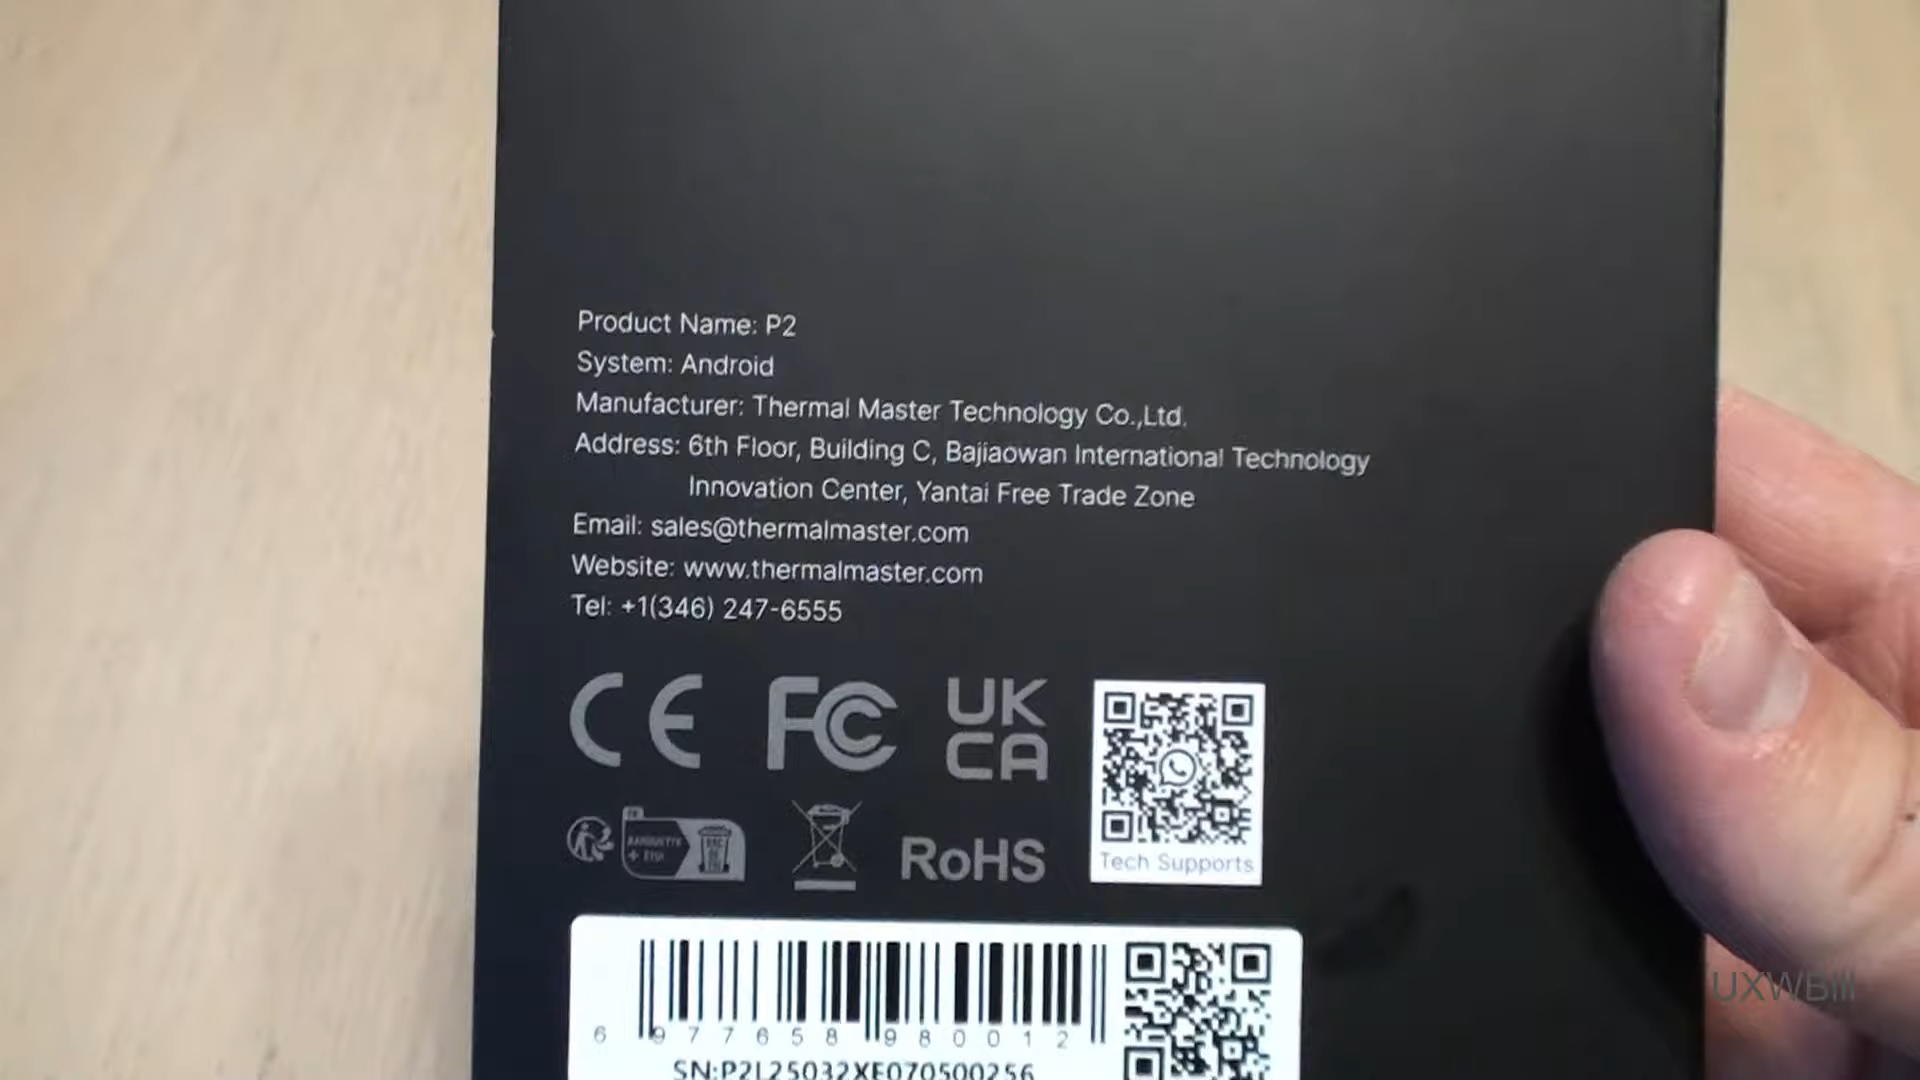 Product Name: P2
System: Android
Manufacturer: Thermal Master Technology Co.,Ltd.
Address: 6th Floor, Building C, Bajiaowan International Technology
Innovation Center, Yantai Free Trade Zone
Email: sales@thermalmaster.com
Website: www.thermalmaster.com
Tel: +1(346) 247-6555
CE FC UK
CA
RoHS
Tech Supports
6 977658 980012
SN:P2L25032XE070500256
UXWBill